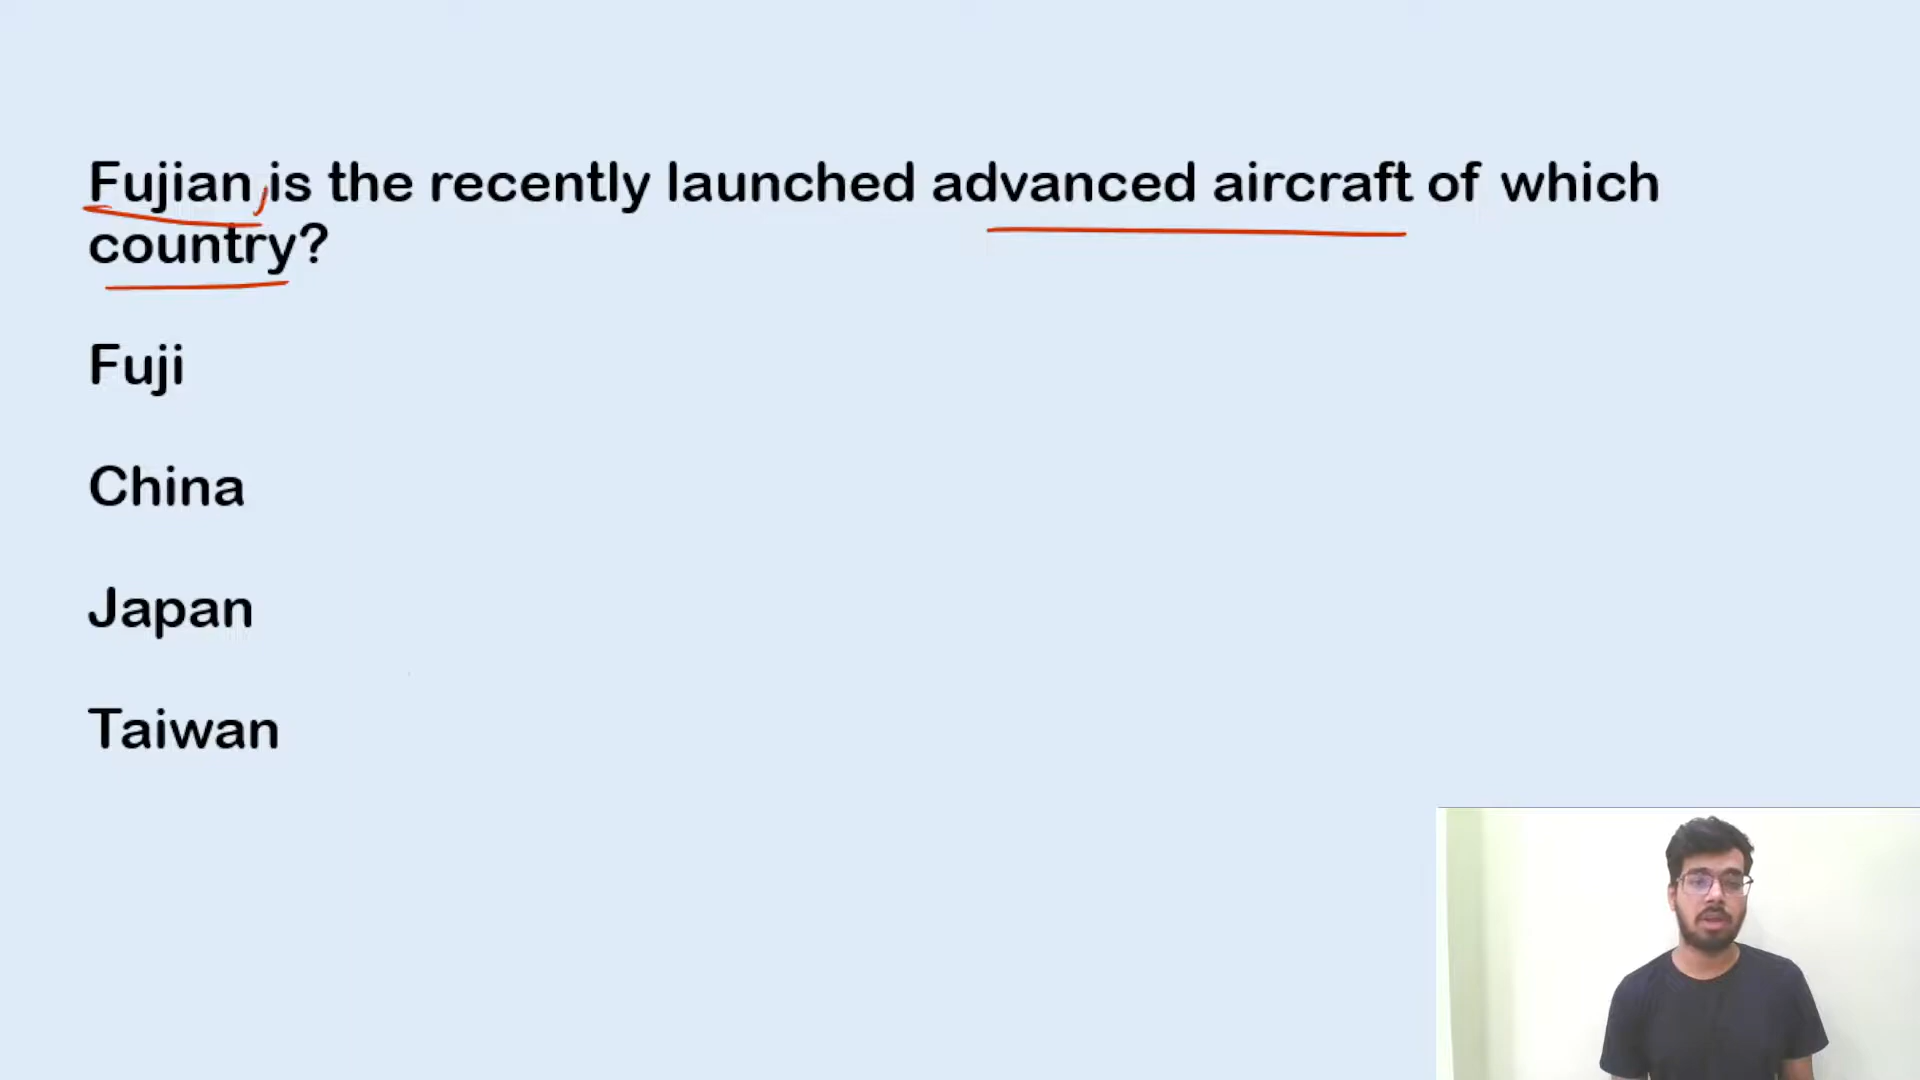 Fujian is the recently launched advanced aircraft of which
country?
Fuji
China
Japan
Taiwan